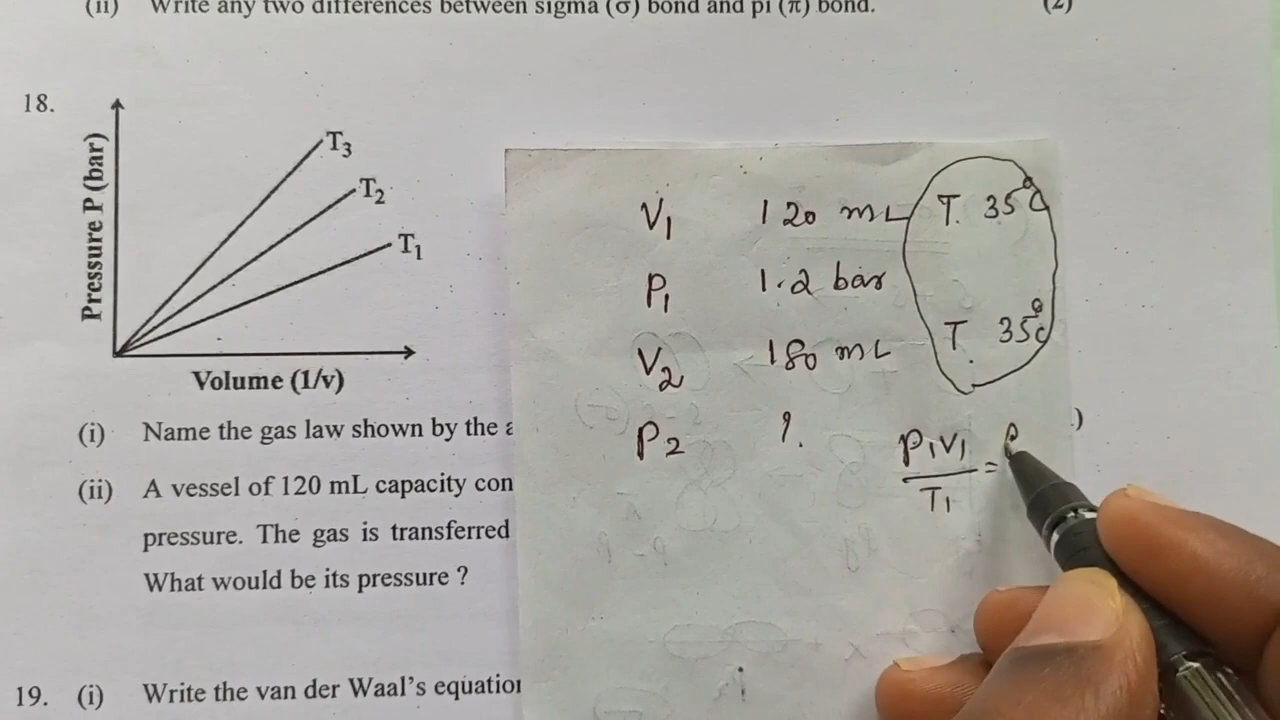 (ii) Write any two differences between sigma (σ) bond and pi (π) bond. (2)
18.
Pressure P (bar)
T3
T2
T1
Volume (1/v)
(i) Name the gas law shown by the a
(ii) A vessel of 120 mL capacity con
pressure. The gas is transferred
What would be its pressure ?
19. (i) Write the van der Waal's equation
V1 120 mL T. 35°C
P1 1.2 bar
V2 180 mL T. 35°C
P2 ?.
P1V1 / T1 = P
)